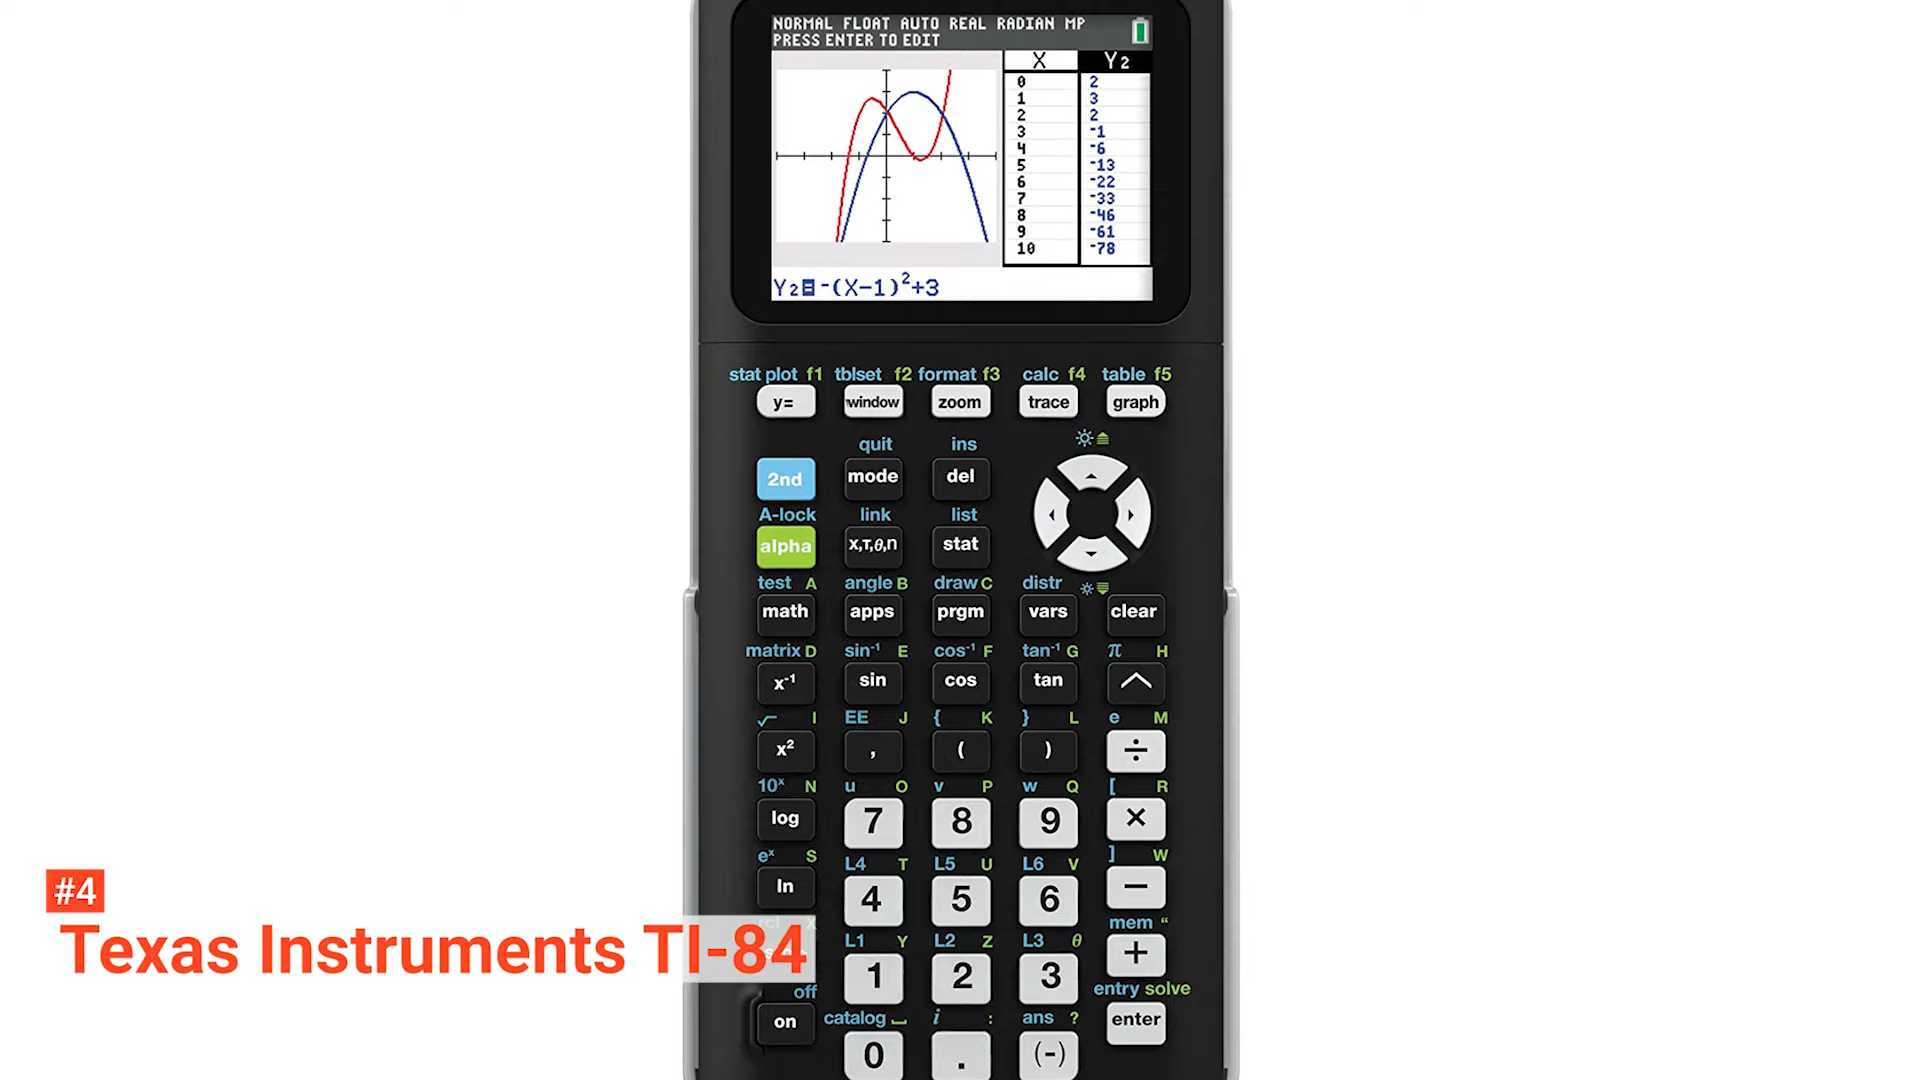 NORMAL FLOAT AUTO REAL RADIAN MP
PRESS ENTER TO EDIT
X Y2
0 2
1 3
2 2
3 -1
4 -6
5 -13
6 -22
7 -33
8 -46
9 -61
10 -78
Y2=-(X-1)²+3
stat plot f1 tblset f2 format f3 calc f4 table f5
y= window zoom trace graph
quit ins
2nd mode del
A-lock link list
alpha X,T,θ,n stat
test A angle B draw C distr
math apps prgm vars clear
matrix D sin⁻¹ E cos⁻¹ F tan⁻¹ G π H
x⁻¹ sin cos tan ^
√ I EE J { K } L e M
x² , ( ) ÷
10ˣ N u O v P w Q [ R
log 7 8 9 ×
eˣ S L4 T L5 U L6 V ] W
ln 4 5 6 −
rcl X L1 Y L2 Z L3 θ mem “
1 2 3 +
off entry solve
on catalog i : ans ? enter
0 . (-)
#4
Texas Instruments TI-84